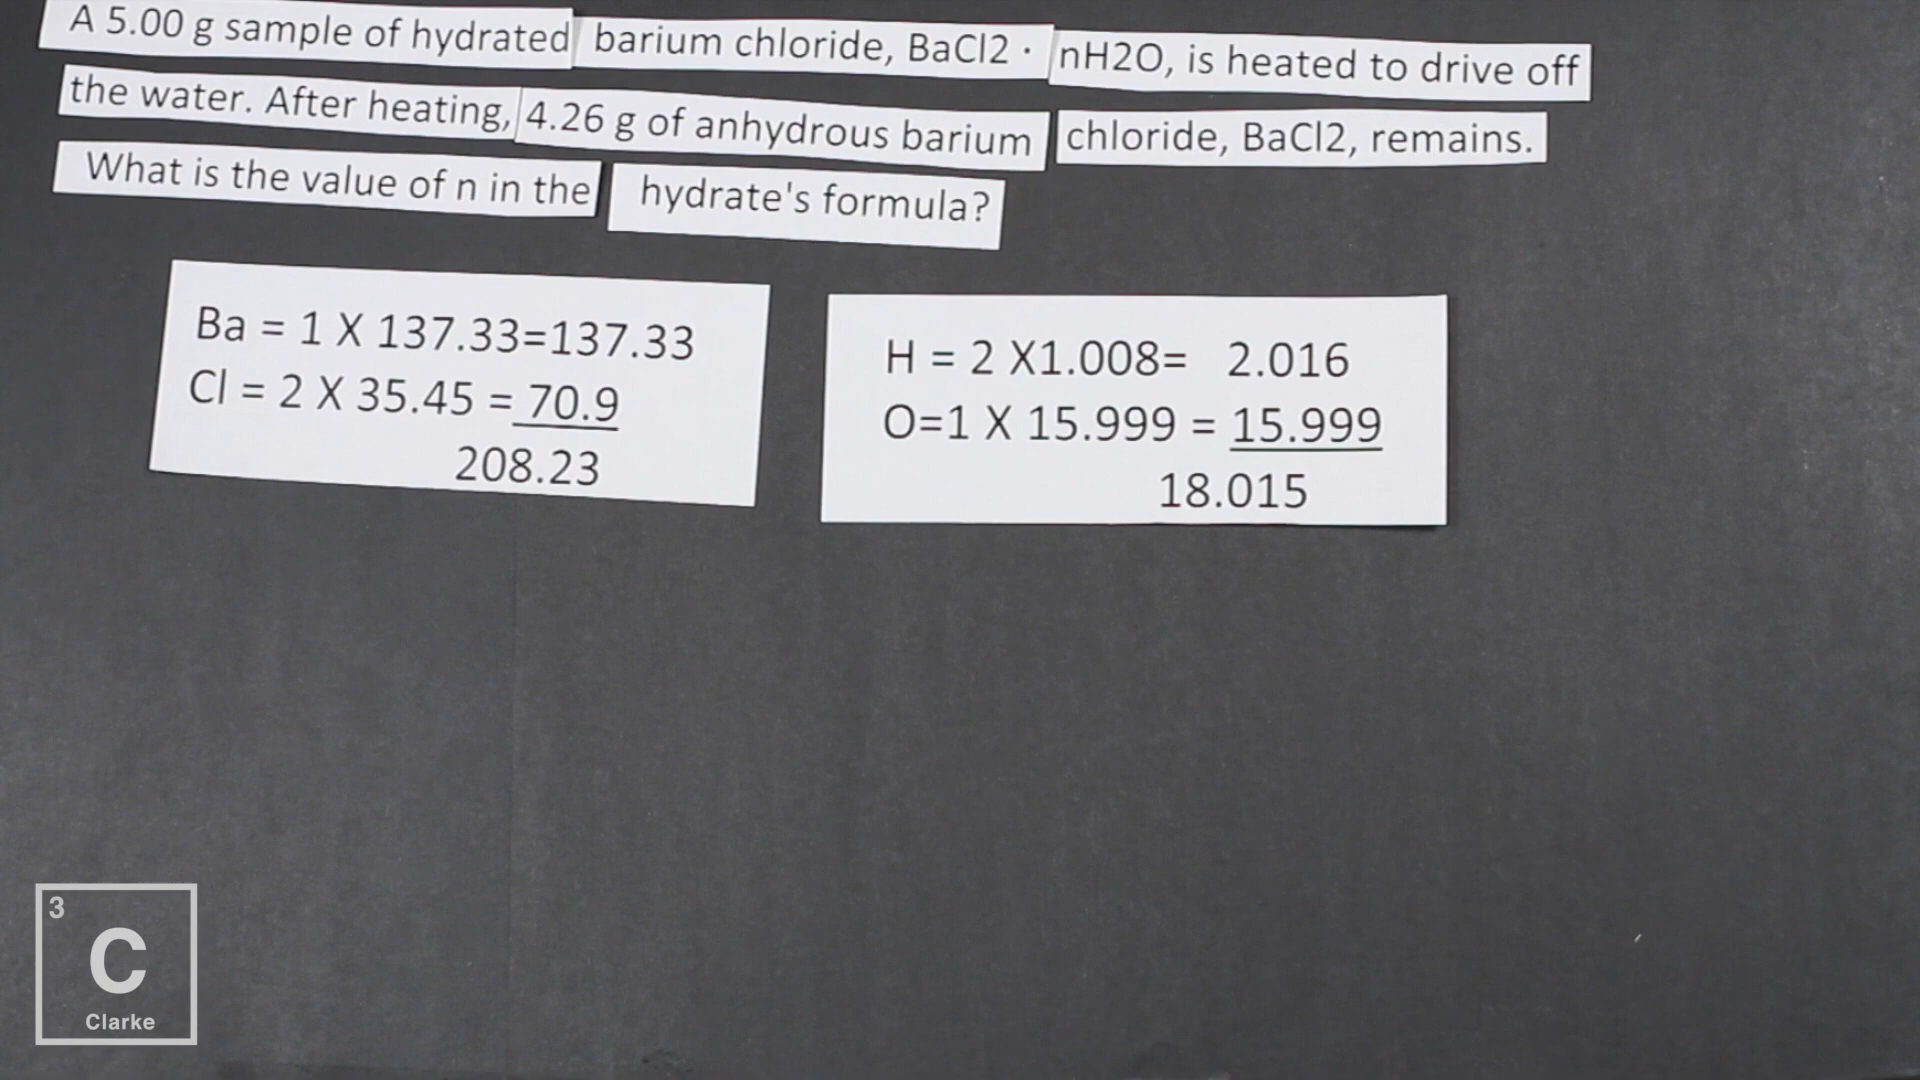 A 5.00 g sample of hydrated barium chloride, BaCl2 · nH2O, is heated to drive off
the water. After heating, 4.26 g of anhydrous barium chloride, BaCl2, remains.
What is the value of n in the hydrate's formula?
Ba = 1 X 137.33=137.33
Cl = 2 X 35.45 = 70.9
208.23
H = 2 X1.008= 2.016
O=1 X 15.999 = 15.999
18.015
3
C
Clarke